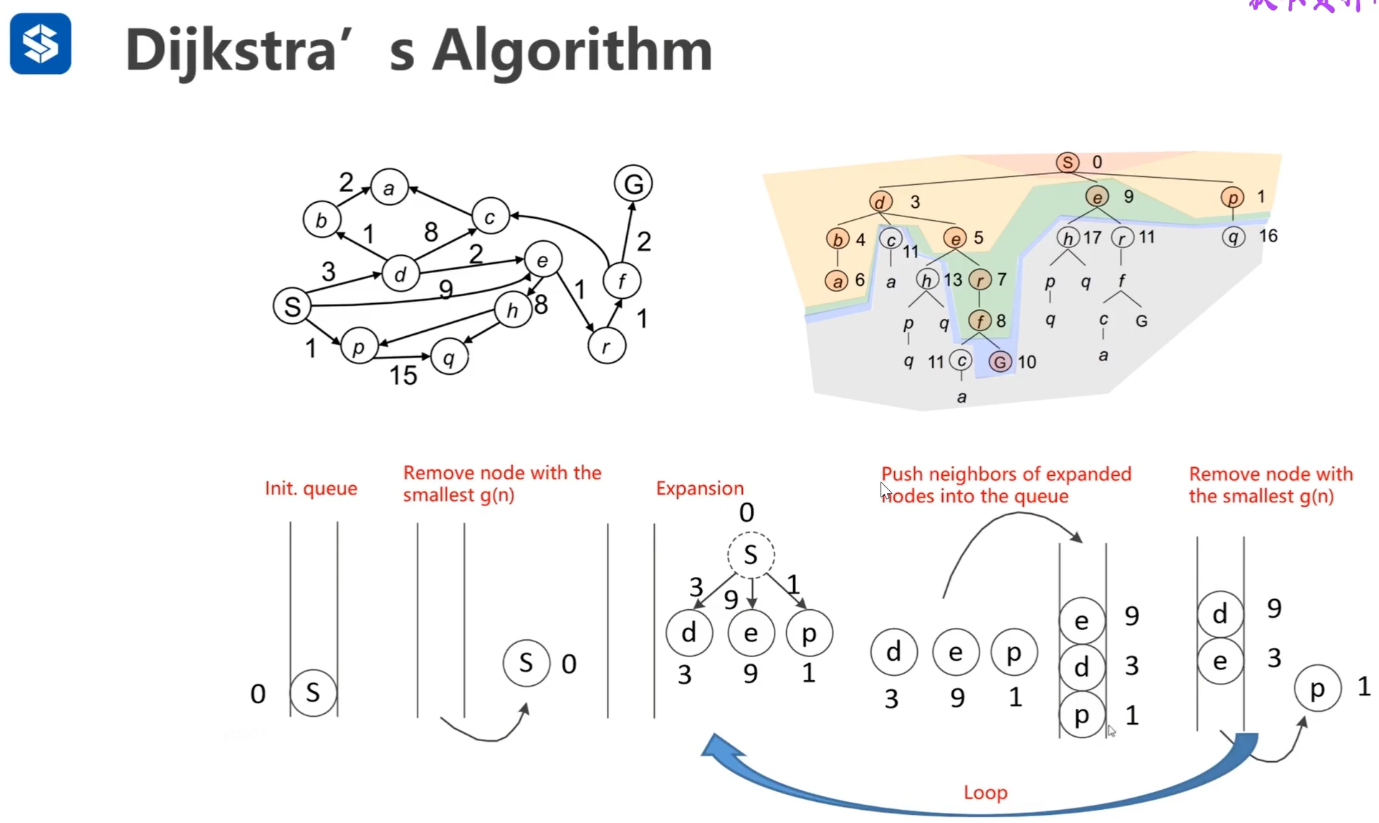 Dijkstra’s Algorithm
2
a
G
b
c
1
8
2
2
3
d
e
f
9
S
h
8
1
1
1
p
q
r
15
S 0
d 3
e 9
p 1
b 4
c
11
e 5
h 17
r 11
q 16
a 6
a
h 13
r 7
p
q
f
p
q
f 8
q
c
G
q
11 c
G 10
a
a
Init. queue
0
S
Remove node with the
smallest g(n)
S
0
Expansion
0
S
3
9
1
d
e
p
3
9
1
Push neighbors of expanded
nodes into the queue
d
e
p
3
9
1
e 9
d 3
p 1
Remove node with
the smallest g(n)
d 9
e 3
p 1
Loop